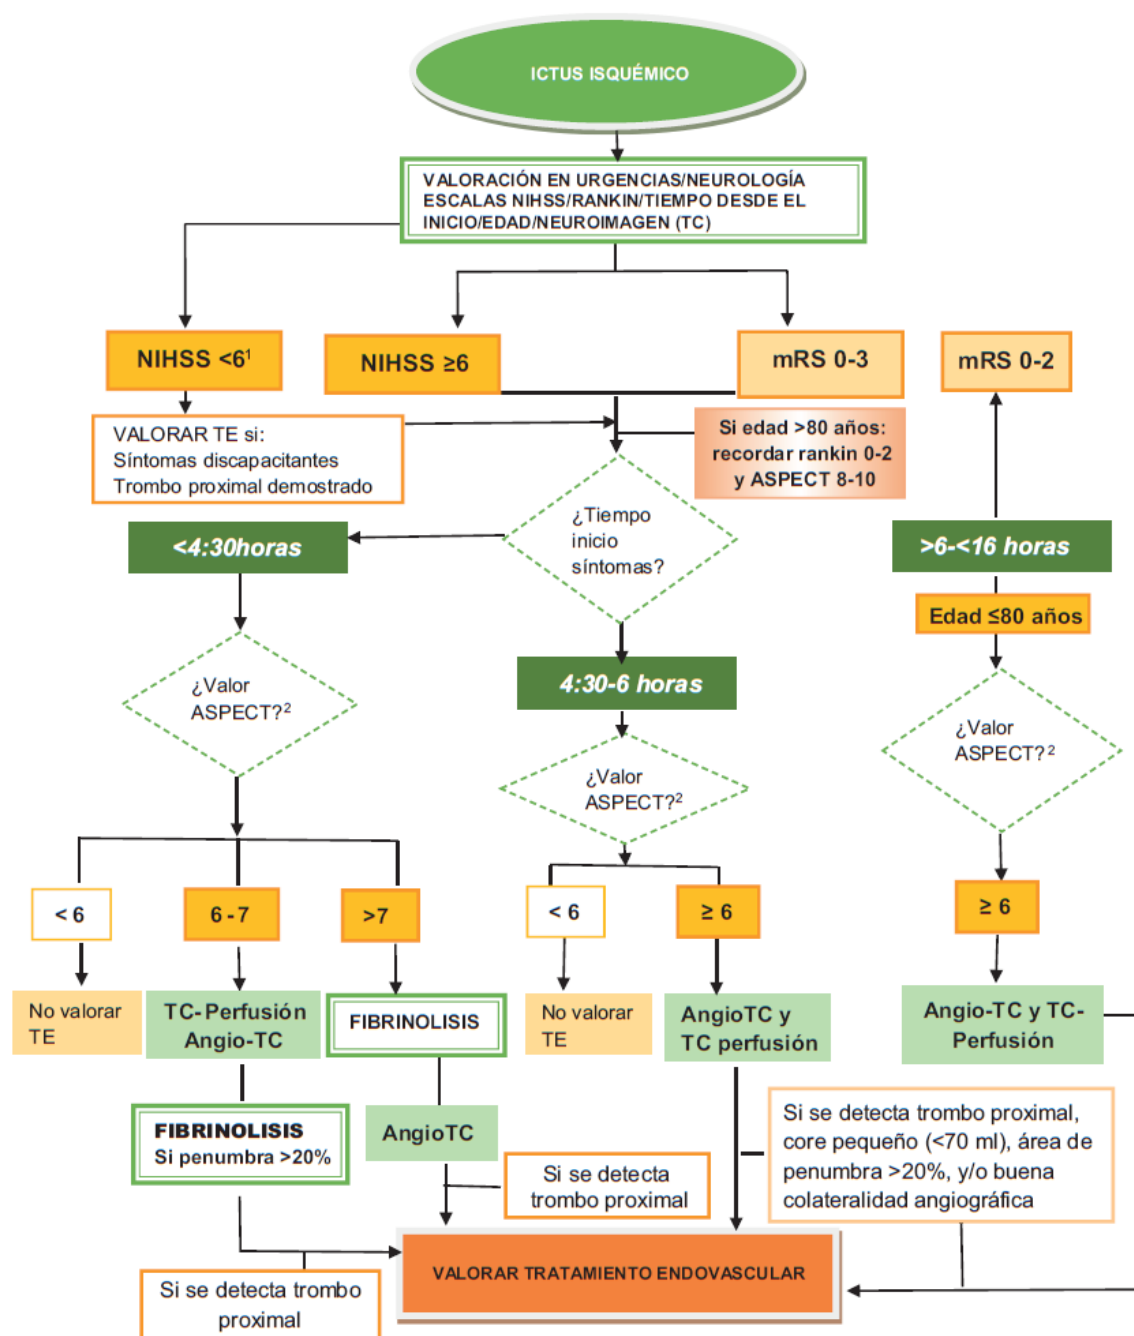 ICTUS ISQUÉMICO
VALORACIÓN EN URGENCIAS/NEUROLOGÍA
ESCALAS NIHSS/RANKIN/TIEMPO DESDE EL
INICIO/EDAD/NEUROIMAGEN (TC)
NIHSS <6¹
NIHSS ≥6
mRS 0-3
mRS 0-2
VALORAR TE si:
Síntomas discapacitantes
Trombo proximal demostrado
Si edad >80 años:
recordar rankin 0-2
y ASPECT 8-10
¿Tiempo
inicio
síntomas?
<4:30horas
>6-<16 horas
Edad ≤80 años
4:30-6 horas
¿Valor
ASPECT?²
¿Valor
ASPECT?²
¿Valor
ASPECT?²
< 6
6 - 7
>7
< 6
≥ 6
≥ 6
No valorar
TE
TC- Perfusión
Angio-TC
FIBRINOLISIS
No valorar
TE
AngioTC y
TC perfusión
Angio-TC y TC-
Perfusión
FIBRINOLISIS
Si penumbra >20%
AngioTC
Si se detecta
trombo proximal
Si se detecta trombo proximal,
core pequeño (<70 ml), área de
penumbra >20%, y/o buena
colateralidad angiográfica
VALORAR TRATAMIENTO ENDOVASCULAR
Si se detecta trombo
proximal